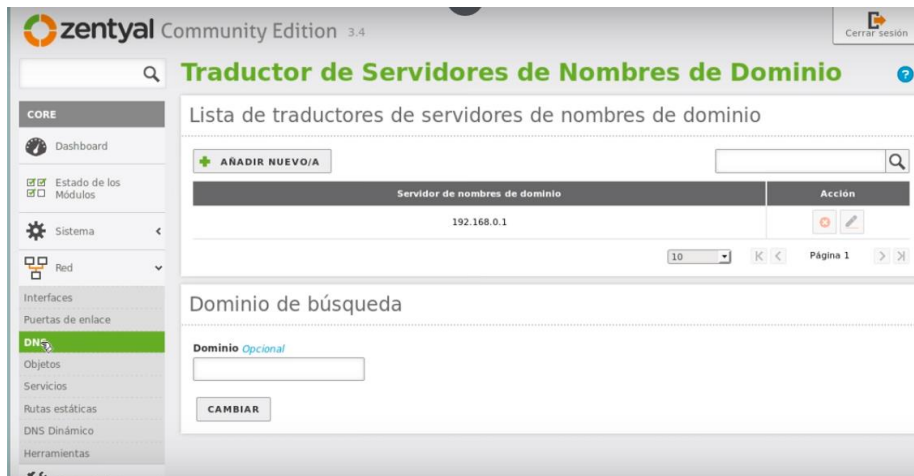 zentyal Community Edition 3.4
Cerrar sesión
Traductor de Servidores de Nombres de Dominio
?
CORE
Dashboard
Estado de los
Módulos
Sistema
Red
Interfaces
Puertas de enlace
DNS
Objetos
Servicios
Rutas estáticas
DNS Dinámico
Herramientas
Lista de traductores de servidores de nombres de dominio
AÑADIR NUEVO/A
Servidor de nombres de dominio Acción
192.168.0.1
10 Página 1
Dominio de búsqueda
Dominio Opcional
CAMBIAR